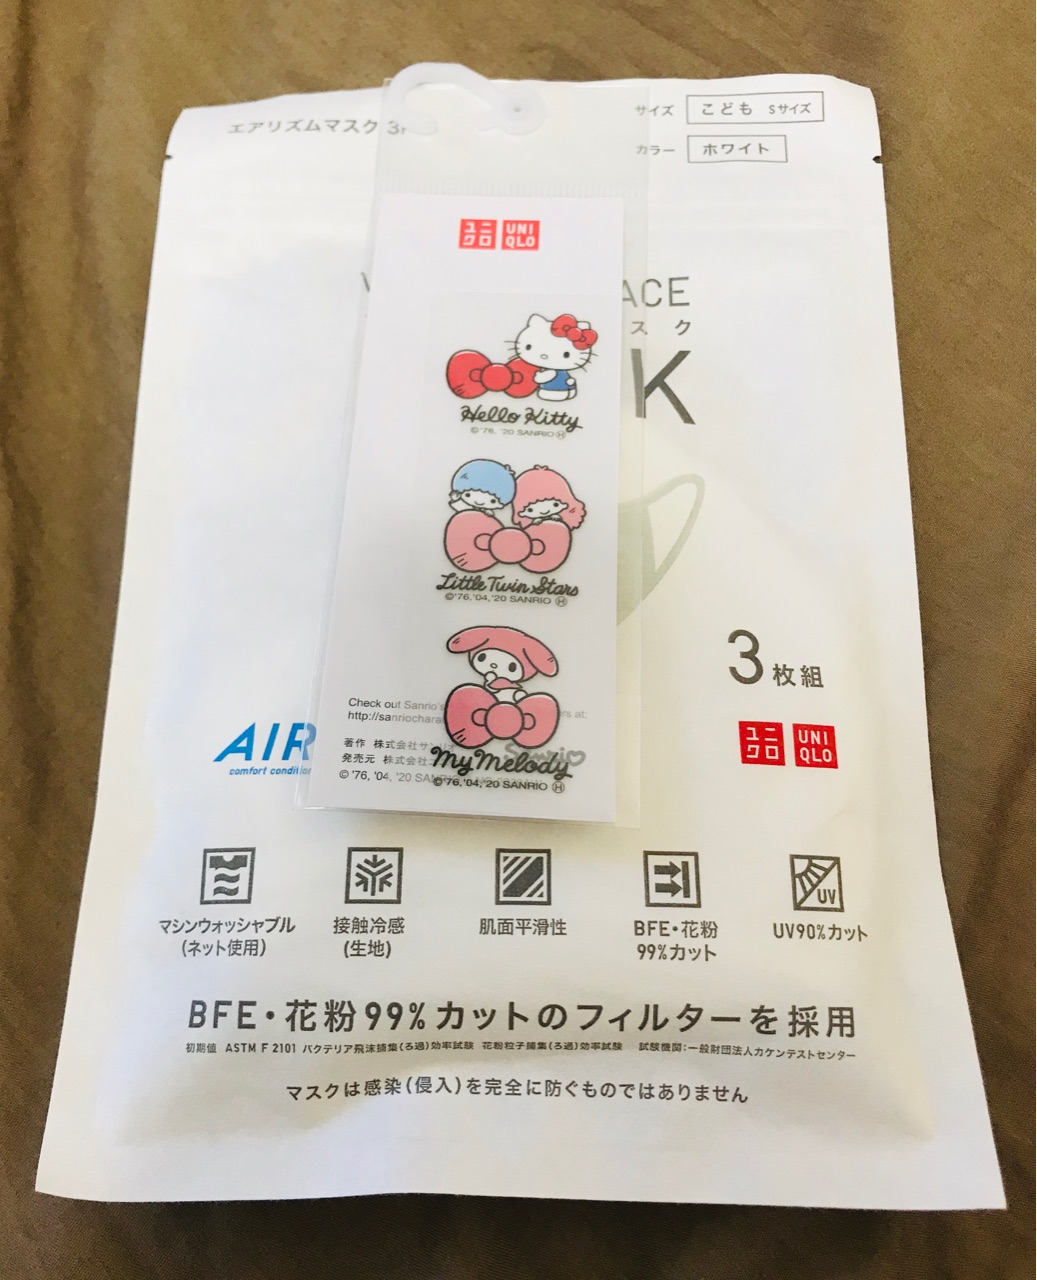 エアリズムマスク 3
サイズ こども Sサイズ
カラー ホワイト
ユニクロ UNIQLO
ACE
スク
K
Hello Kitty
©'76, '20 SANRIO Ⓗ
Little Twin Stars
©'76,'04,'20 SANRIO Ⓗ
3枚組
Check out Sanrio's
http://sanriochara rs at:
著作 株式会社サンリオ
発売元 株式会社
©'76, '04, '20 SANRIO
Sanrio
My Melody
©'76,'04,'20 SANRIO Ⓗ
AIR
comfort condition
ユニクロ UNIQLO
UV
マシンウォッシャブル
(ネット使用)
接触冷感
(生地)
肌面平滑性
BFE・花粉
99%カット
UV90%カット
BFE・花粉99%カットのフィルターを採用
初期値 ASTM F 2101 バクテリア飛沫捕集(ろ過)効率試験 花粉粒子捕集(ろ過)効率試験 試験機関:一般財団法人カケンテストセンター
マスクは感染(侵入)を完全に防ぐものではありません